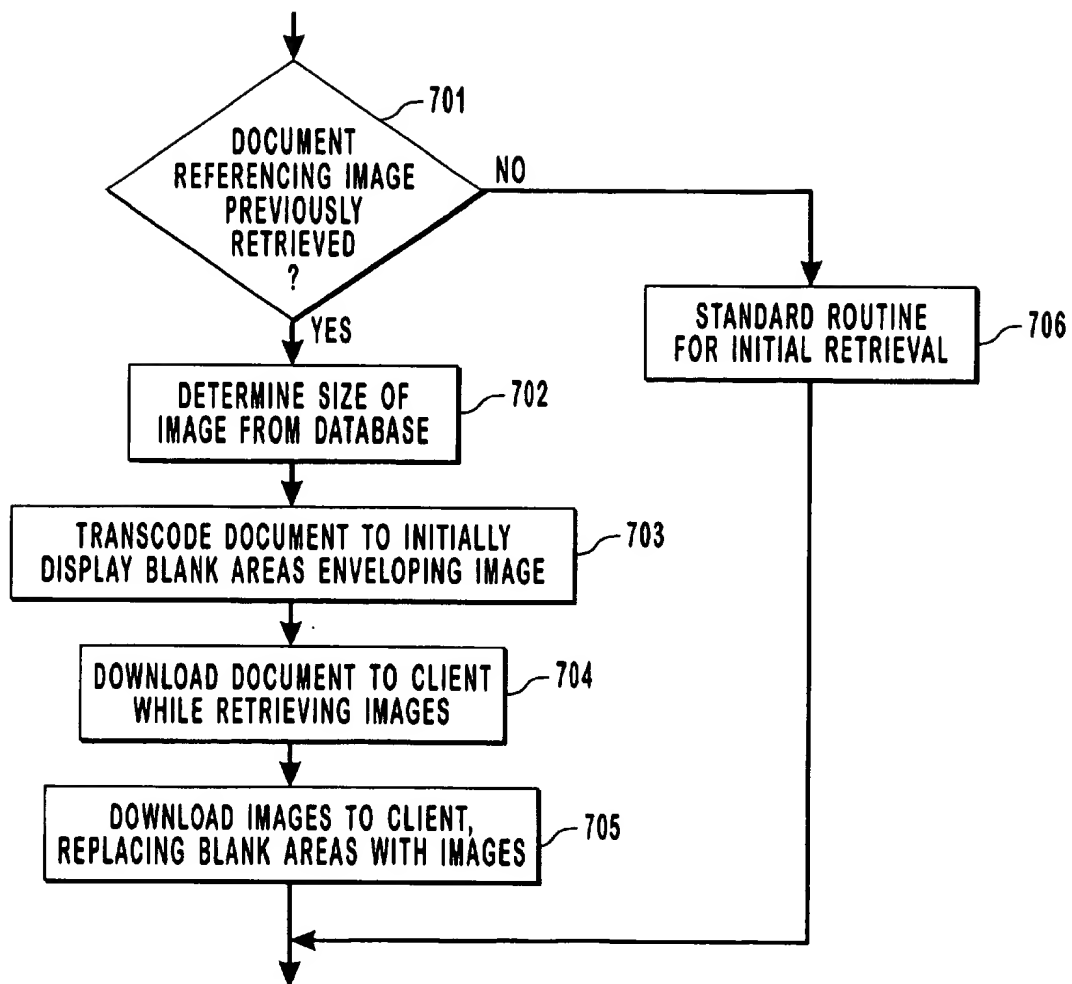 701
DOCUMENT
REFERENCING IMAGE
PREVIOUSLY
RETRIEVED
?
NO
YES
STANDARD ROUTINE
FOR INITIAL RETRIEVAL
706
DETERMINE SIZE OF
IMAGE FROM DATABASE
702
TRANSCODE DOCUMENT TO INITIALLY
DISPLAY BLANK AREAS ENVELOPING IMAGE
703
DOWNLOAD DOCUMENT TO CLIENT
WHILE RETRIEVING IMAGES
704
DOWNLOAD IMAGES TO CLIENT,
REPLACING BLANK AREAS WITH IMAGES
705